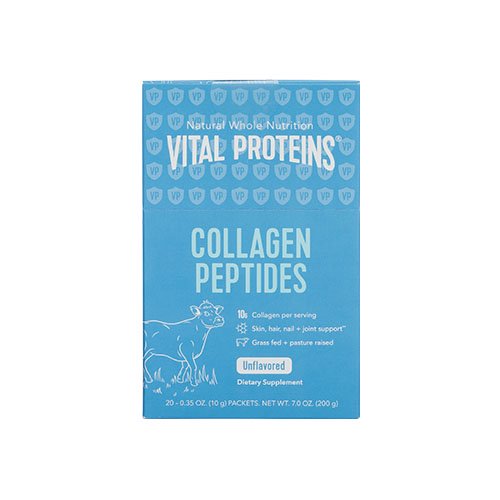 Natural Whole Nutrition
VITAL PROTEINS®
COLLAGEN
PEPTIDES
10g Collagen per serving
Skin, hair, nail + joint support**
Grass fed + pasture raised
Unflavored
Dietary Supplement
20 - 0.35 OZ. (10 g) PACKETS. NET WT. 7.0 OZ. (200 g)